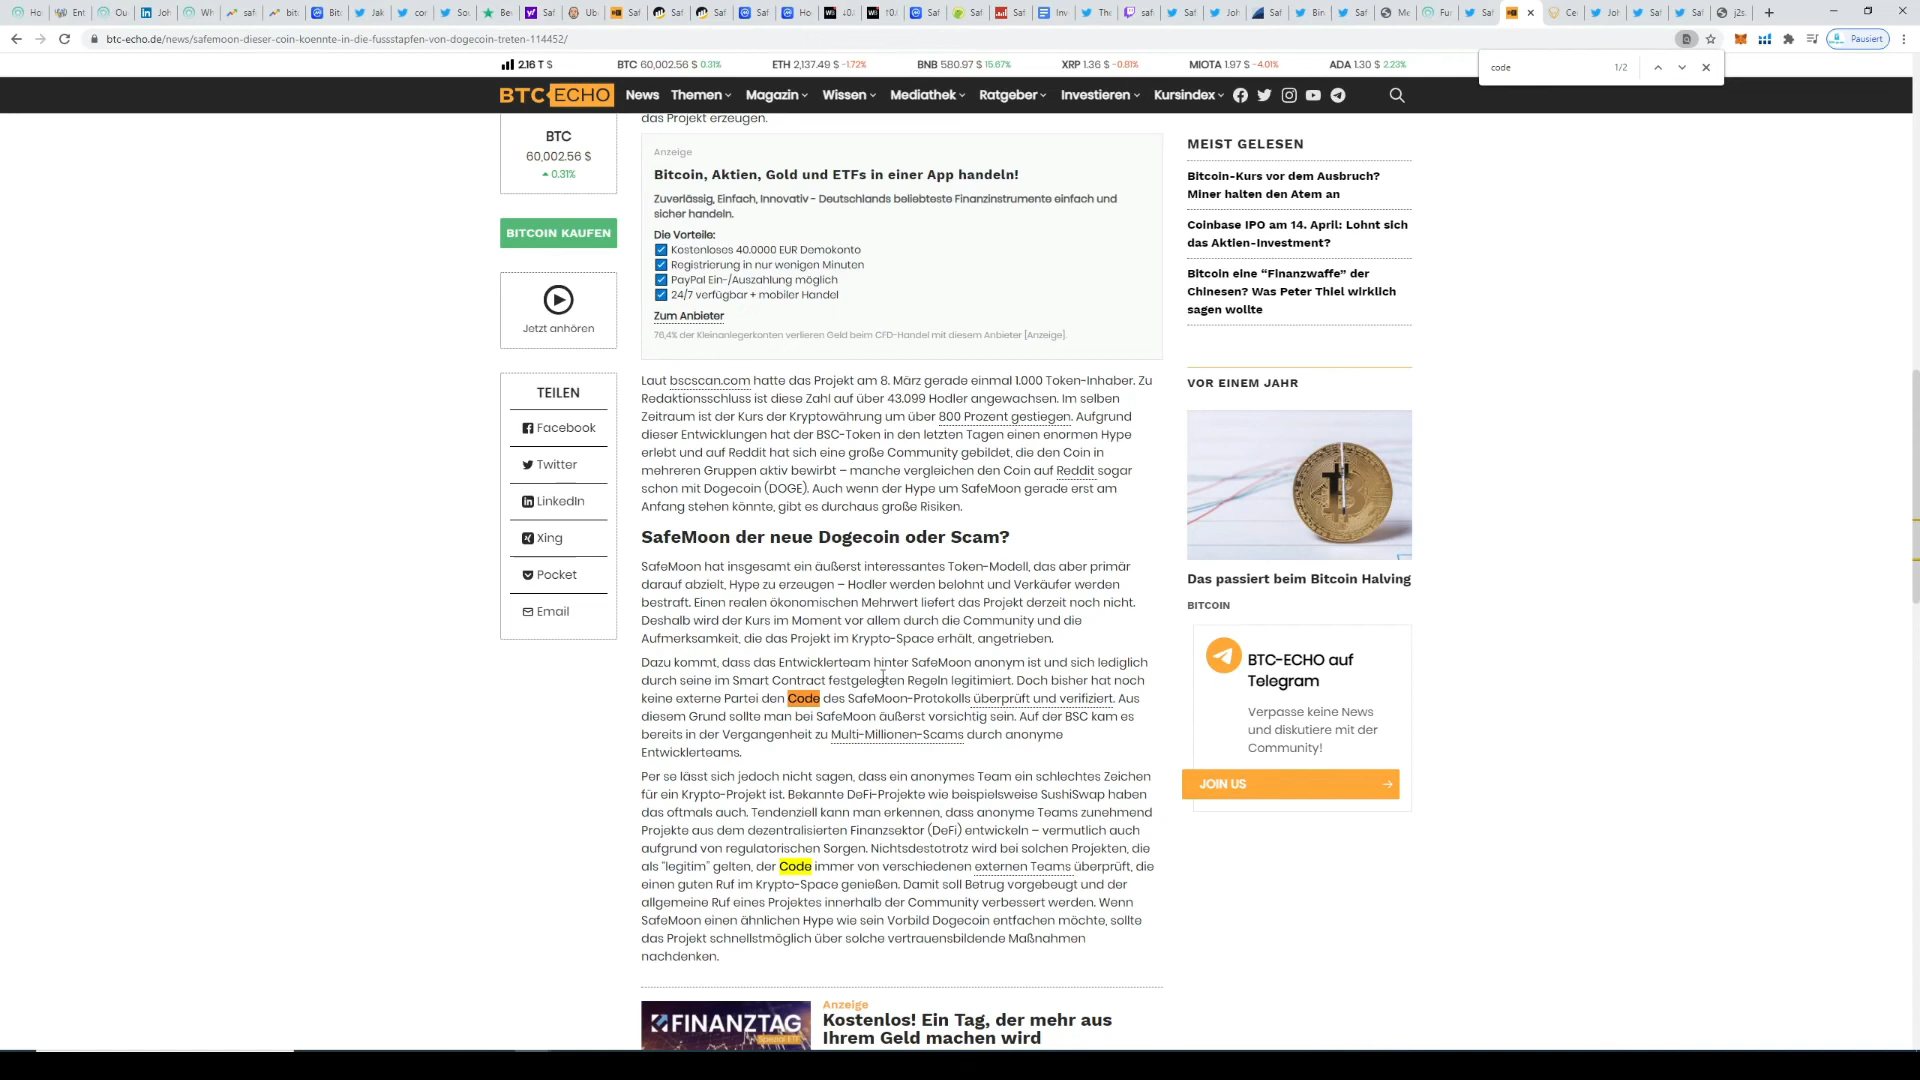 btc-echo.de/news/safemoon-dieser-coin-koennte-in-die-fussstapfen-von-dogecoin-treten-114452/
Pausiert
code
1/2
2.16 T $
BTC 60,002.56 $ 0.31%
ETH 2,137.49 $ -1.72%
BNB 580.97 $ 15.67%
XRP 1.36 $ -0.81%
MIOTA 1.97 $ -4.01%
ADA 1.30 $ 2.23%
BTC ECHO
News
Themen
Magazin
Wissen
Mediathek
Ratgeber
Investieren
Kursindex
BTC
60,002.56 $
0.31%
BITCOIN KAUFEN
Jetzt anhören
TEILEN
Facebook
Twitter
LinkedIn
Xing
Pocket
Email
das Projekt erzeugen.
Anzeige
Bitcoin, Aktien, Gold und ETFs in einer App handeln!
Zuverlässig, Einfach, Innovativ - Deutschlands beliebteste Finanzinstrumente einfach und
sicher handeln.
Die Vorteile:
Kostenloses 40.0000 EUR Demokonto
Registrierung in nur wenigen Minuten
PayPal Ein-/Auszahlung möglich
24/7 verfügbar + mobiler Handel
Zum Anbieter
76,4% der Kleinanlegerkonten verlieren Geld beim CFD-Handel mit diesem Anbieter [Anzeige].
Laut bscscan.com hatte das Projekt am 8. März gerade einmal 1.000 Token-Inhaber. Zu
Redaktionsschluss ist diese Zahl auf über 43.099 Hodler angewachsen. Im selben
Zeitraum ist der Kurs der Kryptowährung um über 800 Prozent gestiegen. Aufgrund
dieser Entwicklungen hat der BSC-Token in den letzten Tagen einen enormen Hype
erlebt und auf Reddit hat sich eine große Community gebildet, die den Coin in
mehreren Gruppen aktiv bewirbt – manche vergleichen den Coin auf Reddit sogar
schon mit Dogecoin (DOGE). Auch wenn der Hype um SafeMoon gerade erst am
Anfang stehen könnte, gibt es durchaus große Risiken.
SafeMoon der neue Dogecoin oder Scam?
SafeMoon hat insgesamt ein äußerst interessantes Token-Modell, das aber primär
darauf abzielt, Hype zu erzeugen – Hodler werden belohnt und Verkäufer werden
bestraft. Einen realen ökonomischen Mehrwert liefert das Projekt derzeit noch nicht.
Deshalb wird der Kurs im Moment vor allem durch die Community und die
Aufmerksamkeit, die das Projekt im Krypto-Space erhält, angetrieben.
Dazu kommt, dass das Entwicklerteam hinter SafeMoon anonym ist und sich lediglich
durch seine im Smart Contract festgelegten Regeln legitimiert. Doch bisher hat noch
keine externe Partei den Code des SafeMoon-Protokolls überprüft und verifiziert. Aus
diesem Grund sollte man bei SafeMoon äußerst vorsichtig sein. Auf der BSC kam es
bereits in der Vergangenheit zu Multi-Millionen-Scams durch anonyme
Entwicklerteams.
Per se lässt sich jedoch nicht sagen, dass ein anonymes Team ein schlechtes Zeichen
für ein Krypto-Projekt ist. Bekannte DeFi-Projekte wie beispielsweise SushiSwap haben
das oftmals auch. Tendenziell kann man erkennen, dass anonyme Teams zunehmend
Projekte aus dem dezentralisierten Finanzsektor (DeFi) entwickeln – vermutlich auch
aufgrund von regulatorischen Sorgen. Nichtsdestotrotz wird bei solchen Projekten, die
als “legitim” gelten, der Code immer von verschiedenen externen Teams überprüft, die
einen guten Ruf im Krypto-Space genießen. Damit soll Betrug vorgebeugt und der
allgemeine Ruf eines Projektes innerhalb der Community verbessert werden. Wenn
SafeMoon einen ähnlichen Hype wie sein Vorbild Dogecoin entfachen möchte, sollte
das Projekt schnellstmöglich über solche vertrauensbildende Maßnahmen
nachdenken.
FINANZTAG
Spezial ETF
Anzeige
Kostenlos! Ein Tag, der mehr aus
Ihrem Geld machen wird
MEIST GELESEN
Bitcoin-Kurs vor dem Ausbruch?
Miner halten den Atem an
Coinbase IPO am 14. April: Lohnt sich
das Aktien-Investment?
Bitcoin eine “Finanzwaffe” der
Chinesen? Was Peter Thiel wirklich
sagen wollte
VOR EINEM JAHR
Das passiert beim Bitcoin Halving
BITCOIN
BTC-ECHO auf
Telegram
Verpasse keine News
und diskutiere mit der
Community!
JOIN US